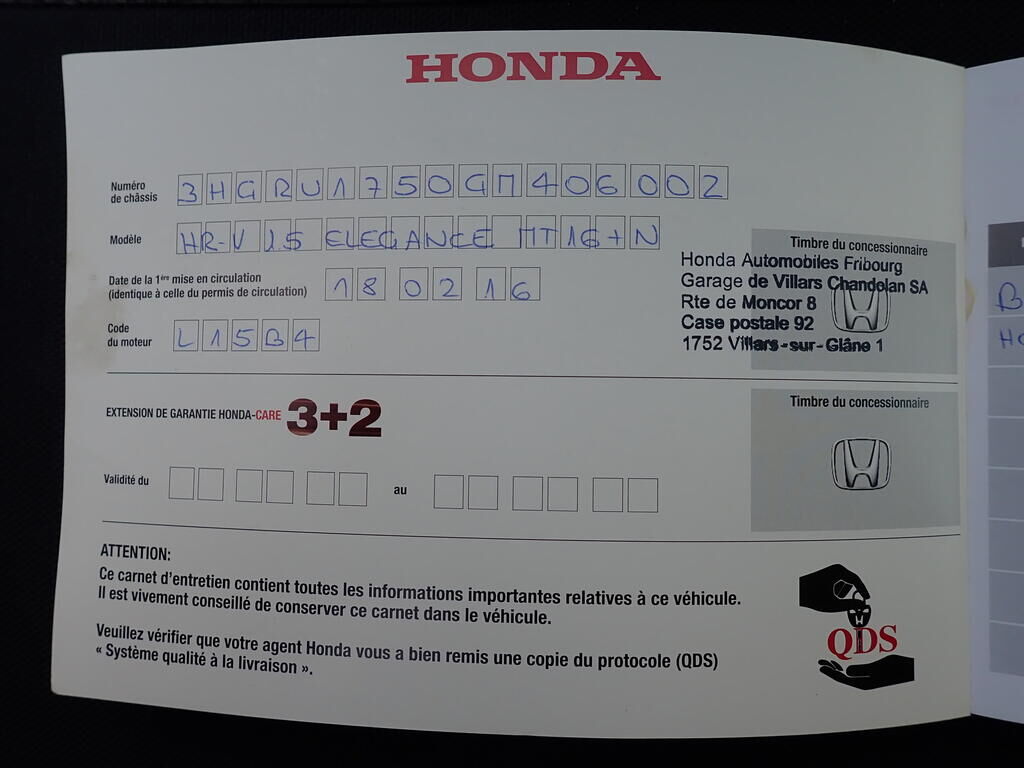 HONDA
Numéro
de châssis
3HGRU1750GM406002
Modèle
HR-V 1.5 ELEGANCE MT16+N
Date de la 1ère mise en circulation
(identique à celle du permis de circulation)
18 02 16
Code
du moteur
L15B4
Timbre du concessionnaire
Honda Automobiles Fribourg
Garage de Villars Chandolan SA
Rte de Moncor 8
Case postale 92
1752 Villars-sur-Glâne 1
EXTENSION DE GARANTIE HONDA-CARE 3+2
Timbre du concessionnaire
Validité du
au
ATTENTION:
Ce carnet d'entretien contient toutes les informations importantes relatives à ce véhicule.
Il est vivement conseillé de conserver ce carnet dans le véhicule.
Veuillez vérifier que votre agent Honda vous a bien remis une copie du protocole (QDS)
« Système qualité à la livraison ».
QDS